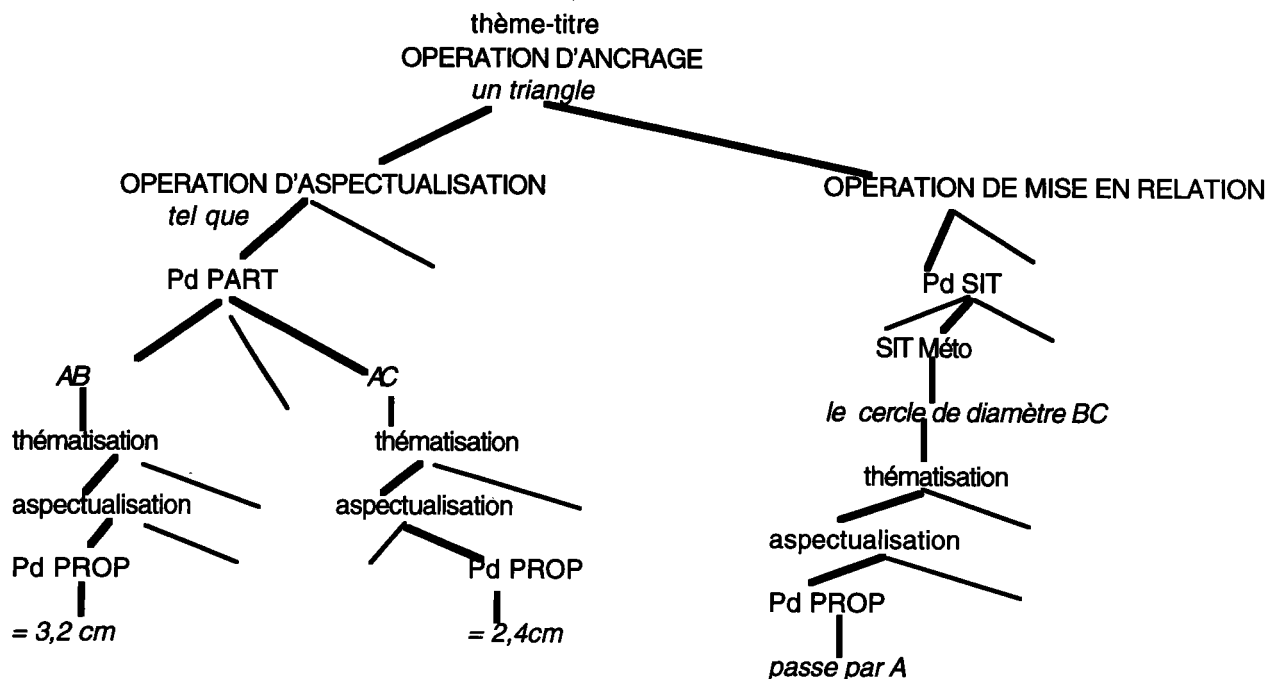 thème-titre
OPERATION D'ANCRAGE
un triangle
OPERATION D'ASPECTUALISATION
tel que
OPERATION DE MISE EN RELATION
Pd PART
Pd SIT
SIT Méto
AB
AC
le cercle de diamètre BC
thématisation
thématisation
thématisation
aspectualisation
aspectualisation
aspectualisation
Pd PROP
Pd PROP
Pd PROP
= 3,2 cm
= 2,4cm
passe par A